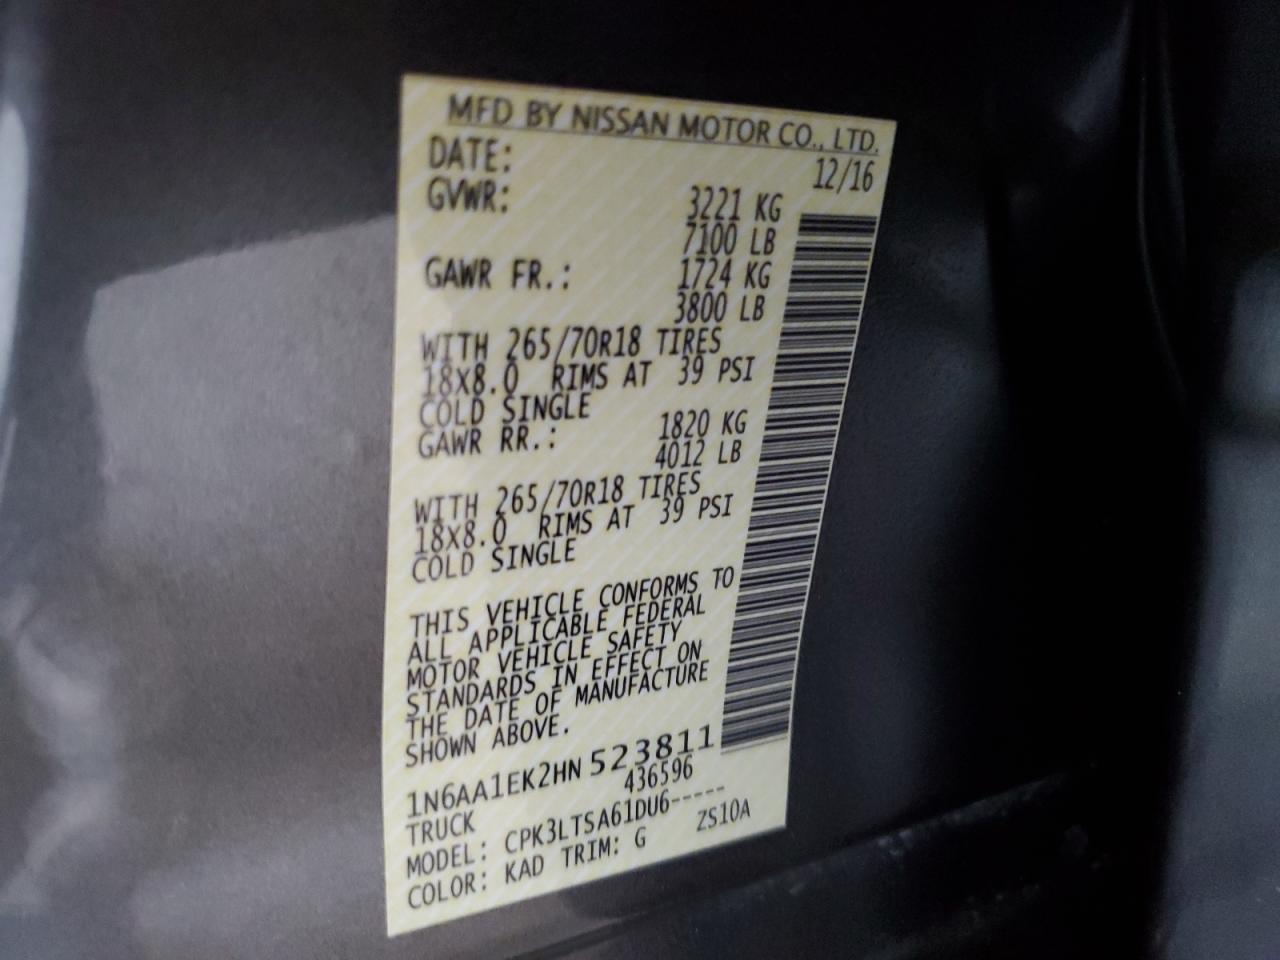 MFD BY NISSAN MOTOR CO., LTD.
DATE: 12/16
GVWR: 3221 KG
7100 LB
GAWR FR.: 1724 KG
3800 LB
WITH 265/70R18 TIRES
18X8.0 RIMS AT 39 PSI
COLD SINGLE
GAWR RR.: 1820 KG
4012 LB
WITH 265/70R18 TIRES
18X8.0 RIMS AT 39 PSI
COLD SINGLE
THIS VEHICLE CONFORMS TO
ALL APPLICABLE FEDERAL
MOTOR VEHICLE SAFETY
STANDARDS IN EFFECT ON
THE DATE OF MANUFACTURE
SHOWN ABOVE.
1N6AA1EK2HN523811
TRUCK 436596
MODEL: CPK3LTSA61DU6-----
COLOR: KAD TRIM: G ZS10A